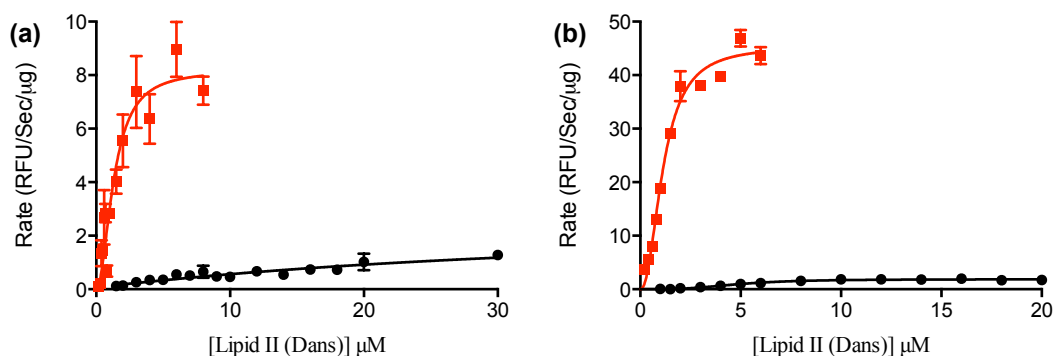 (a)
10
8
6
4
2
0
Rate (RFU/Sec/µg)
0 10 20 30
[Lipid II (Dans)] µM
(b)
50
40
30
20
10
0
Rate (RFU/Sec/µg)
0 5 10 15 20
[Lipid II (Dans)] µM